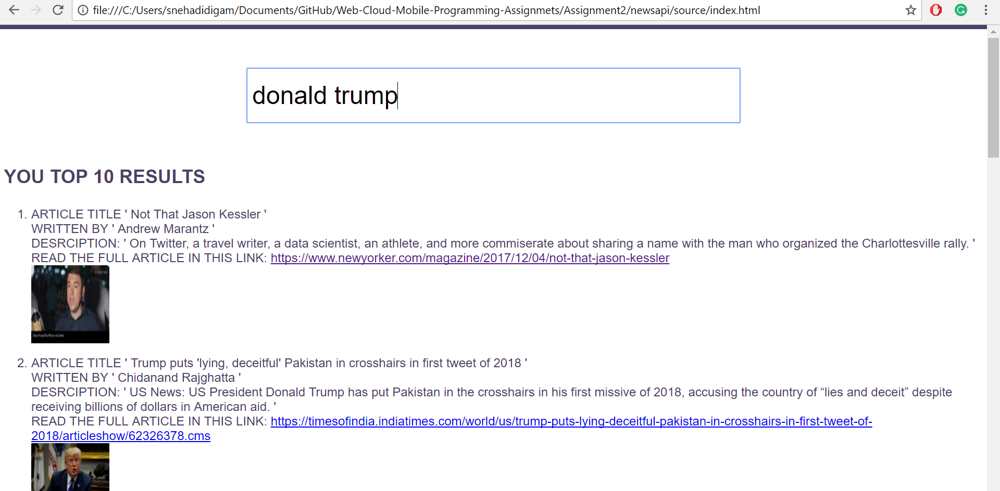 file:///C:/Users/snehadidigam/Documents/GitHub/Web-Cloud-Mobile-Programming-Assignmets/Assignment2/newsapi/source/index.html
donald trump
YOU TOP 10 RESULTS
1. ARTICLE TITLE ' Not That Jason Kessler '
WRITTEN BY ' Andrew Marantz '
DESRCIPTION: ' On Twitter, a travel writer, a data scientist, an athlete, and more commiserate about sharing a name with the man who organized the Charlottesville rally. '
READ THE FULL ARTICLE IN THIS LINK: https://www.newyorker.com/magazine/2017/12/04/not-that-jason-kessler
2. ARTICLE TITLE ' Trump puts 'lying, deceitful' Pakistan in crosshairs in first tweet of 2018 '
WRITTEN BY ' Chidanand Rajghatta '
DESRCIPTION: ' US News: US President Donald Trump has put Pakistan in the crosshairs in his first missive of 2018, accusing the country of “lies and deceit” despite
receiving billions of dollars in American aid. '
READ THE FULL ARTICLE IN THIS LINK: https://timesofindia.indiatimes.com/world/us/trump-puts-lying-deceitful-pakistan-in-crosshairs-in-first-tweet-of-
2018/articleshow/62326378.cms